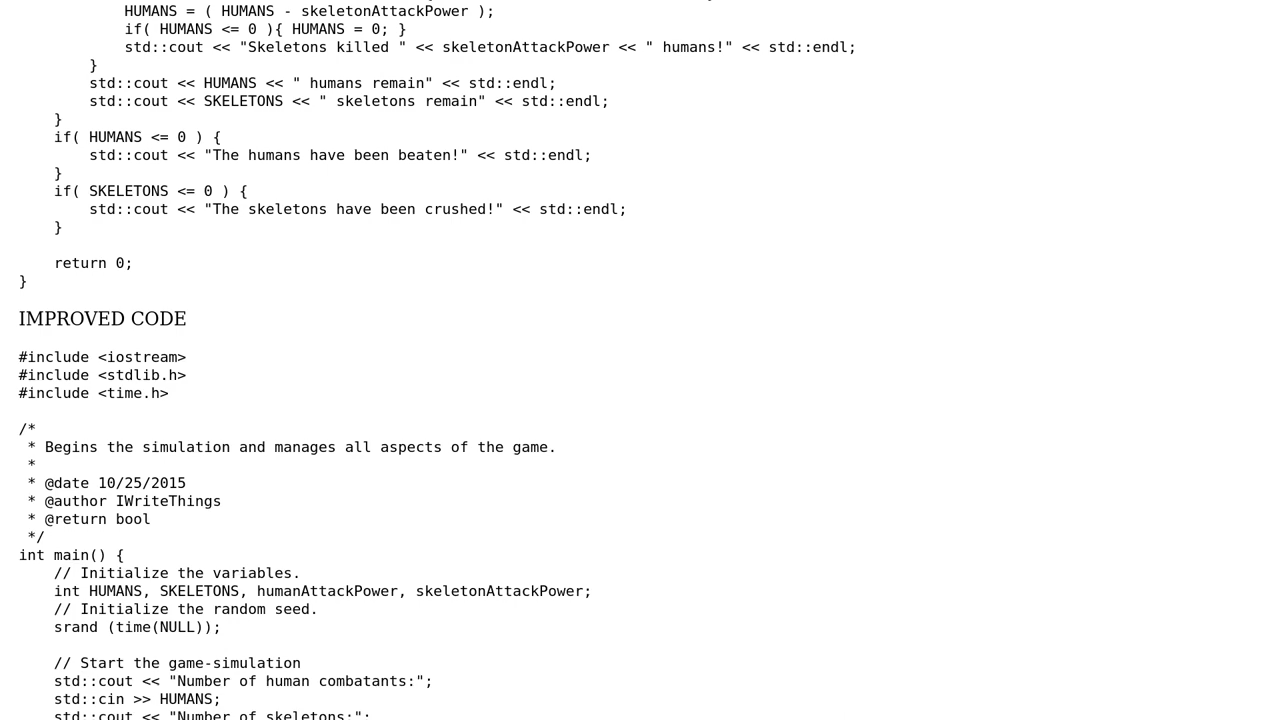 HUMANS = ( HUMANS - skeletonAttackPower );
            if( HUMANS <= 0 ){ HUMANS = 0; }
            std::cout << "Skeletons killed " << skeletonAttackPower << " humans!" << std::endl;
        }
        std::cout << HUMANS << " humans remain" << std::endl;
        std::cout << SKELETONS << " skeletons remain" << std::endl;
    }
    if( HUMANS <= 0 ) {
        std::cout << "The humans have been beaten!" << std::endl;
    }
    if( SKELETONS <= 0 ) {
        std::cout << "The skeletons have been crushed!" << std::endl;
    }

    return 0;
}

IMPROVED CODE

#include <iostream>
#include <stdlib.h>
#include <time.h>

/*
 * Begins the simulation and manages all aspects of the game.
 *
 * @date 10/25/2015
 * @author IWriteThings
 * @return bool
 */
int main() {
    // Initialize the variables.
    int HUMANS, SKELETONS, humanAttackPower, skeletonAttackPower;
    // Initialize the random seed.
    srand (time(NULL));

    // Start the game-simulation
    std::cout << "Number of human combatants:";
    std::cin >> HUMANS;
    std::cout << "Number of skeletons:";